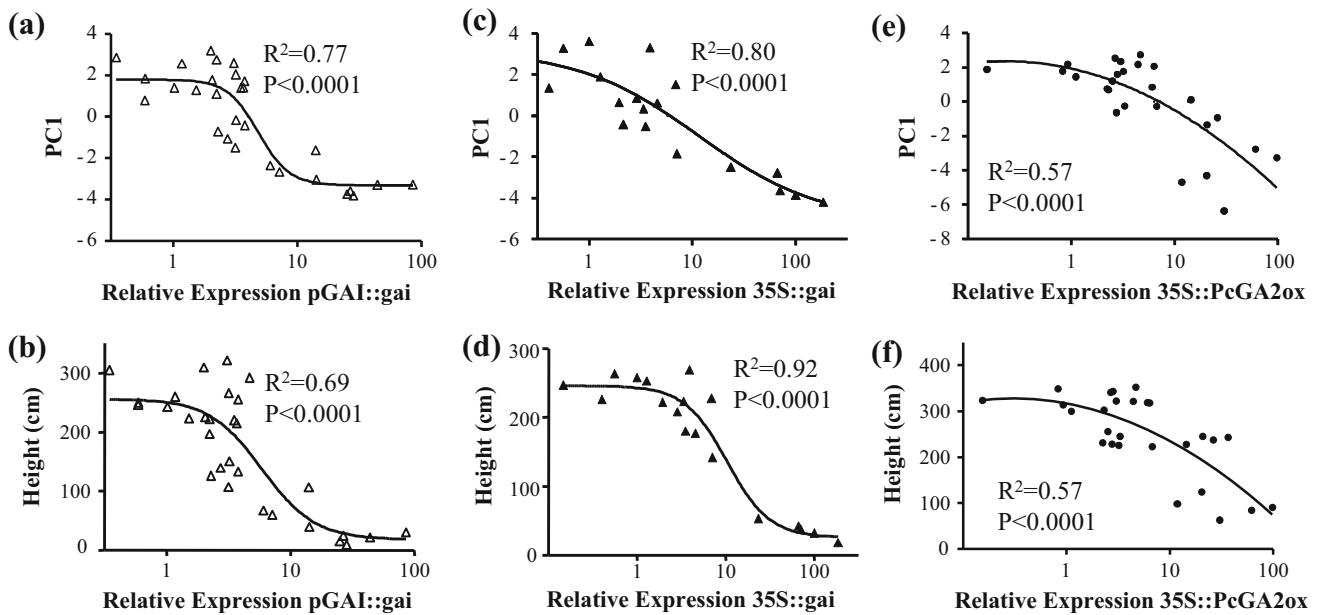 (a)
R²=0.77
P<0.0001
PC1
4
2
0
-2
-4
-6
1 10 100
Relative Expression pGAI::gai
(c)
R²=0.80
P<0.0001
PC1
6
4
2
0
-2
-4
-6
1 10 100
Relative Expression 35S::gai
(e)
R²=0.57
P<0.0001
PC1
4
2
0
-2
-4
-6
-8
1 10 100
Relative Expression 35S::PcGA2ox
(b)
R²=0.69
P<0.0001
Height (cm)
300
200
100
0
1 10 100
Relative Expression pGAI::gai
(d)
R²=0.92
P<0.0001
Height (cm)
300
200
100
0
1 10 100
Relative Expression 35S::gai
(f)
R²=0.57
P<0.0001
Height (cm)
400
300
200
100
0
1 10 100
Relative Expression 35S::PcGA2ox